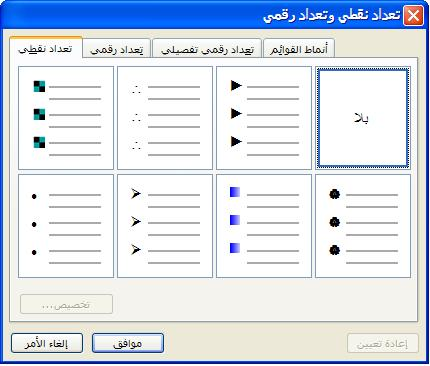 تعداد نقطي وتعداد رقمي
تعداد نقطي
تعداد رقمي
تعداد رقمي تفصيلي
أنماط القوائم
بلا
تخصيص...
إعادة تعيين
موافق
إلغاء الأمر